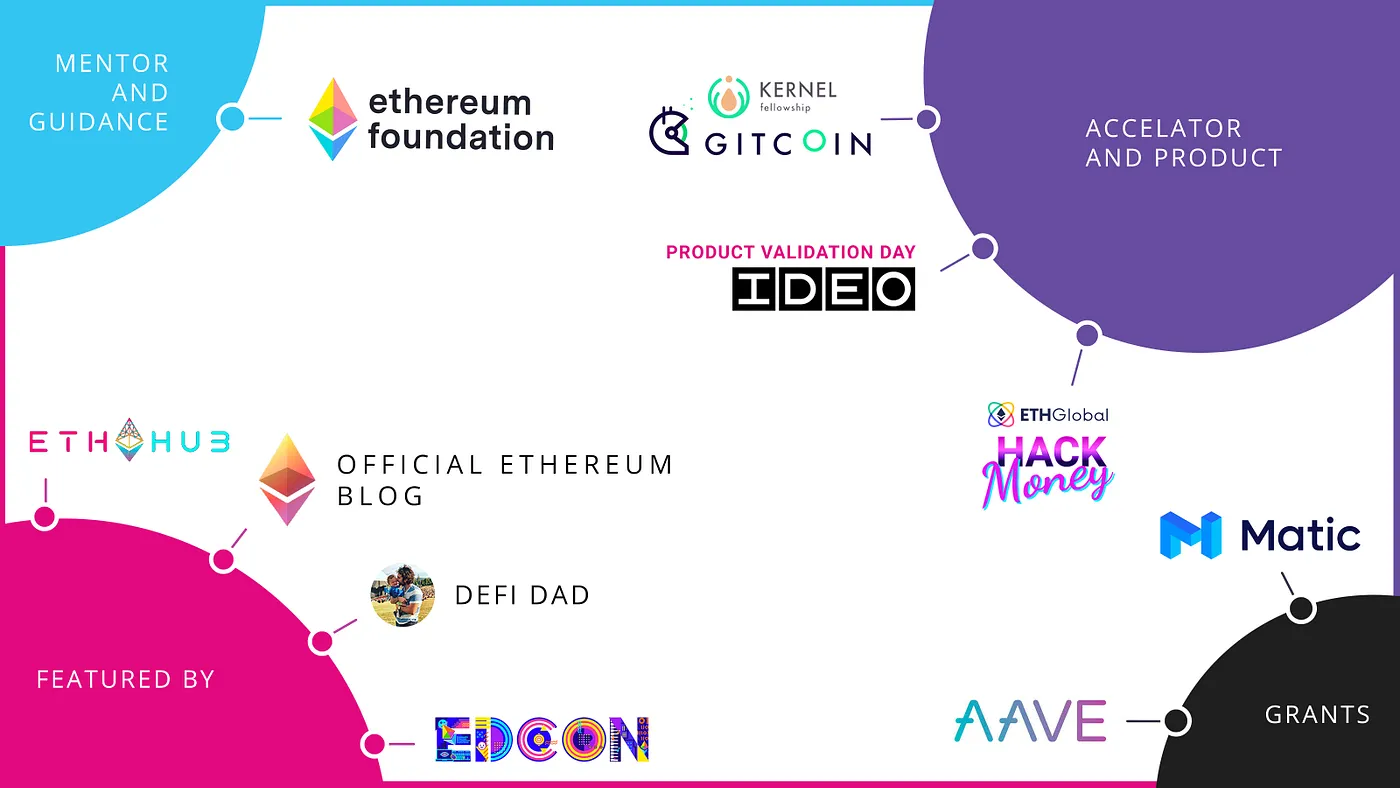 MENTOR
AND
GUIDANCE
ethereum
foundation
KERNEL
fellowship
GITCOIN
ACCELATOR
AND PRODUCT
PRODUCT VALIDATION DAY
IDEO
ETHGlobal
HACK
Money
ETH HUB
OFFICIAL ETHEREUM
BLOG
DEFI DAD
Matic
FEATURED BY
EDCON
AAVE
GRANTS